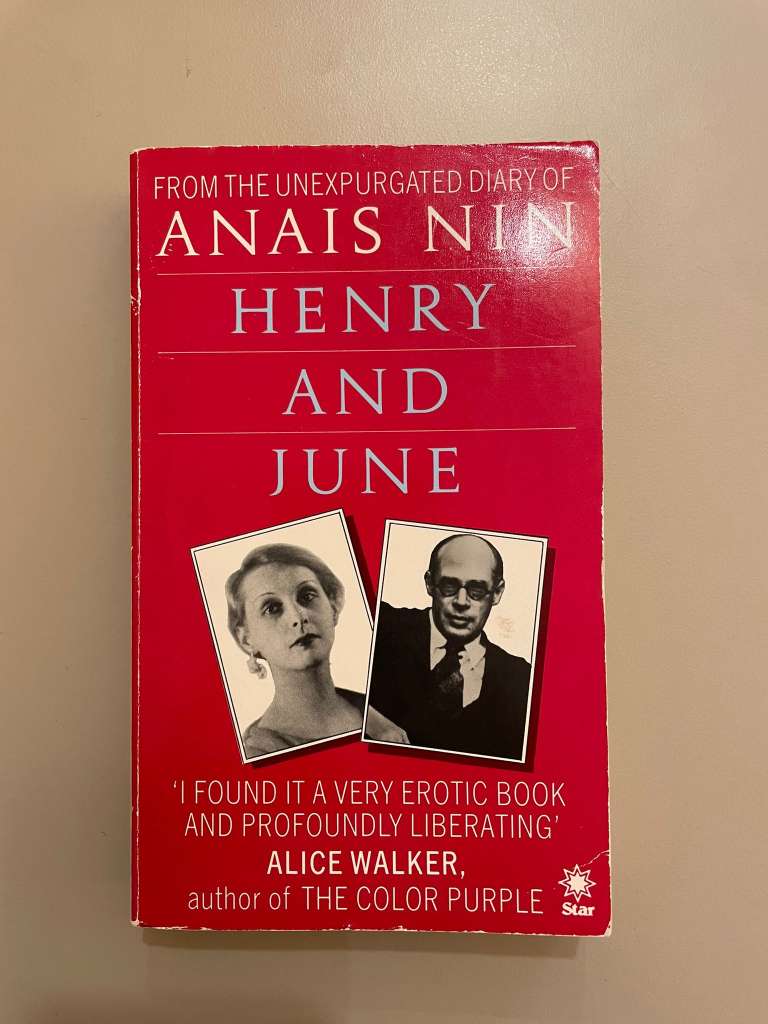 FROM THE UNEXPURGATED DIARY OF
ANAIS NIN
HENRY
AND
JUNE
'I FOUND IT A VERY EROTIC BOOK
AND PROFOUNDLY LIBERATING'
ALICE WALKER,
author of THE COLOR PURPLE
Star